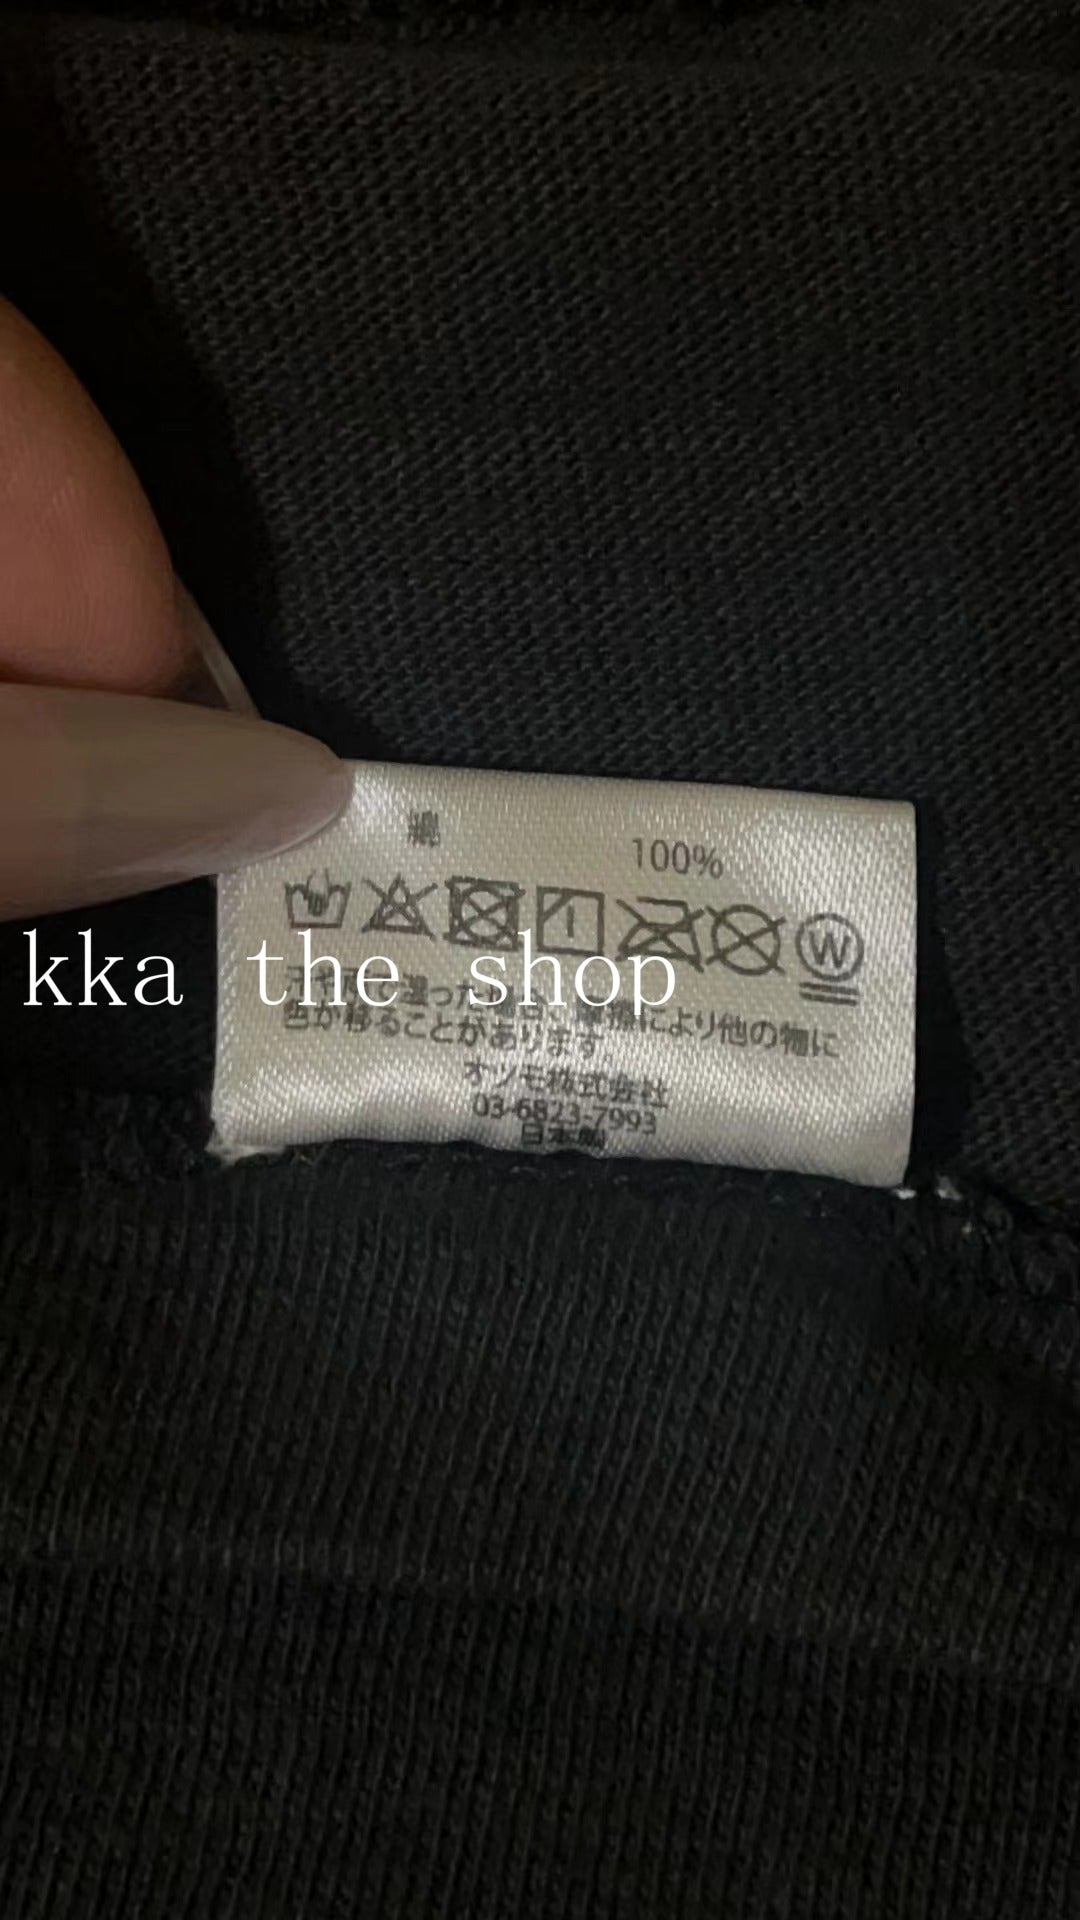 綿 100%
W
kka the shop
色が移ることがあります。
オツモ株式会社
03-6823-7993
日本製